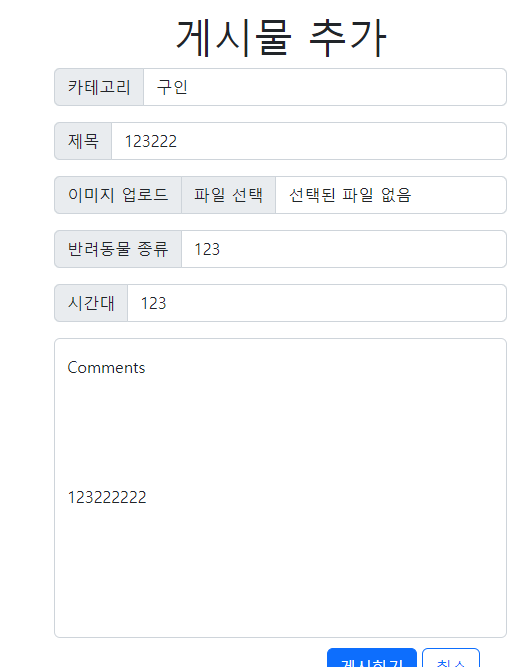 게시물 추가
카테고리 구인
제목 123222
이미지 업로드 파일 선택 선택된 파일 없음
반려동물 종류 123
시간대 123
Comments
123222222
게시하기 취소